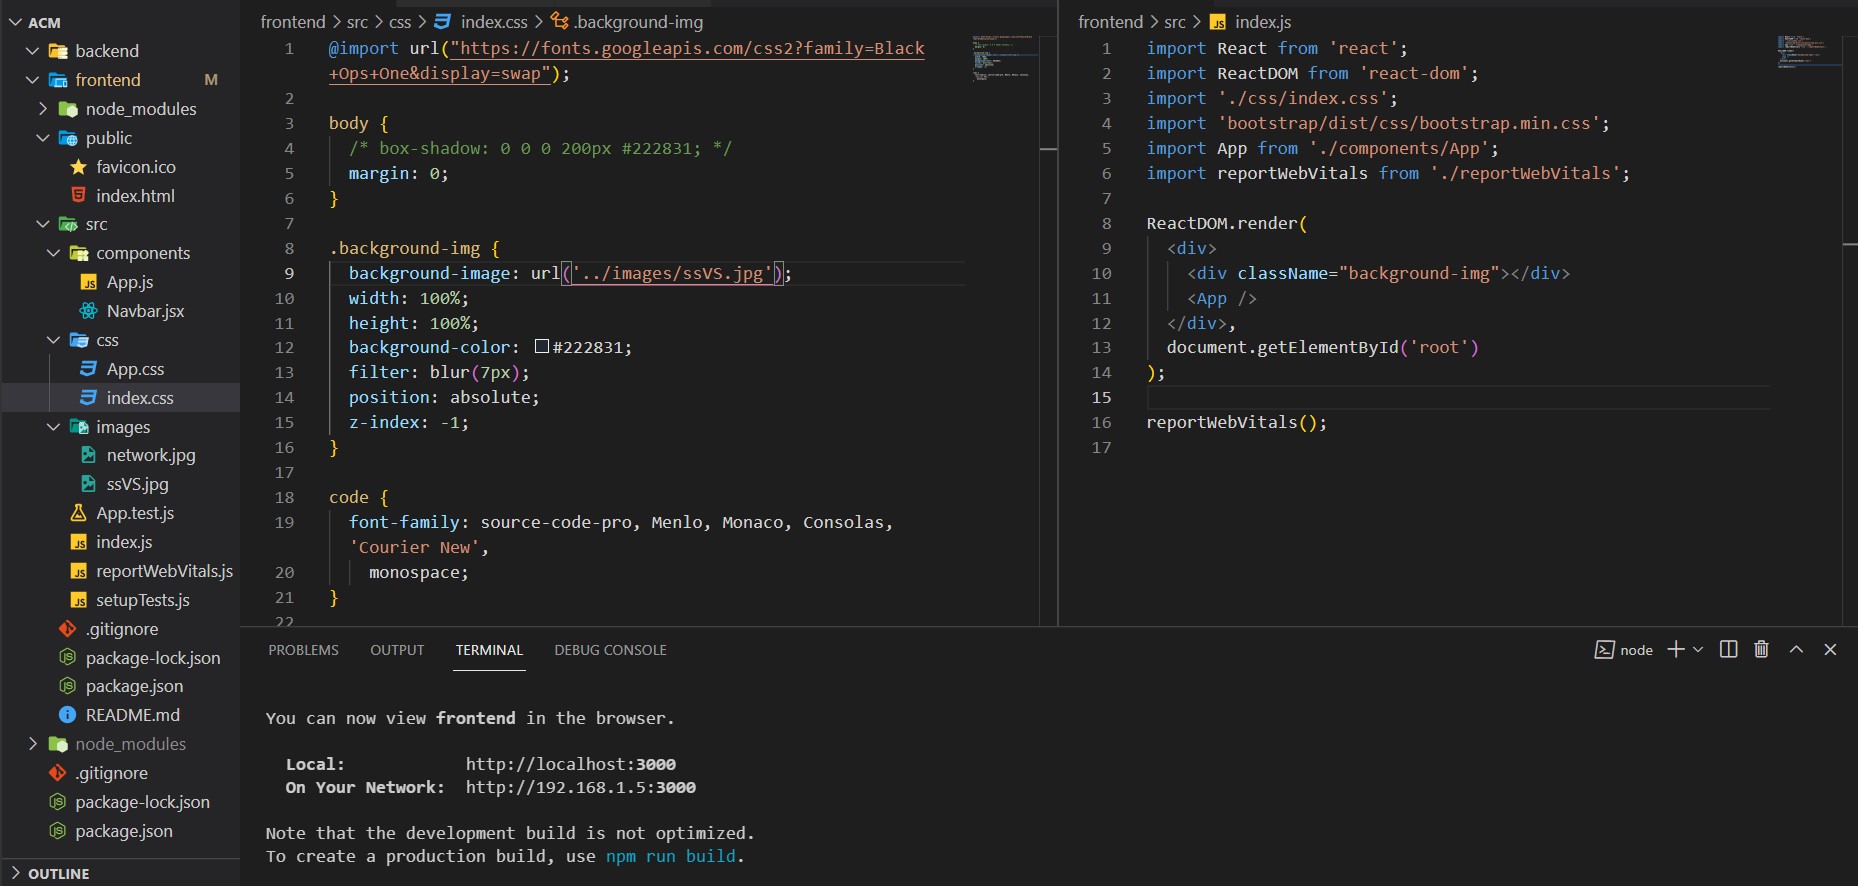 ACM
backend
frontend M
node_modules
public
favicon.ico
index.html
src
components
App.js
Navbar.jsx
css
App.css
index.css
images
network.jpg
ssVS.jpg
App.test.js
index.js
reportWebVitals.js
setupTests.js
.gitignore
package-lock.json
package.json
README.md
node_modules
.gitignore
package-lock.json
package.json
OUTLINE
frontend > src > css > index.css > .background-img
1 @import url("https://fonts.googleapis.com/css2?family=Black
+Ops+One&display=swap");
2
3 body {
4 /* box-shadow: 0 0 0 200px #222831; */
5 margin: 0;
6 }
7
8 .background-img {
9 background-image: url('../images/ssVS.jpg');
10 width: 100%;
11 height: 100%;
12 background-color: #222831;
13 filter: blur(7px);
14 position: absolute;
15 z-index: -1;
16 }
17
18 code {
19 font-family: source-code-pro, Menlo, Monaco, Consolas,
'Courier New',
20 monospace;
21 }
22
frontend > src > index.js
1 import React from 'react';
2 import ReactDOM from 'react-dom';
3 import './css/index.css';
4 import 'bootstrap/dist/css/bootstrap.min.css';
5 import App from './components/App';
6 import reportWebVitals from './reportWebVitals';
7
8 ReactDOM.render(
9 <div>
10 <div className="background-img"></div>
11 <App />
12 </div>,
13 document.getElementById('root')
14 );
15
16 reportWebVitals();
17
PROBLEMS OUTPUT TERMINAL DEBUG CONSOLE
node
You can now view frontend in the browser.
Local: http://localhost:3000
On Your Network: http://192.168.1.5:3000
Note that the development build is not optimized.
To create a production build, use npm run build.